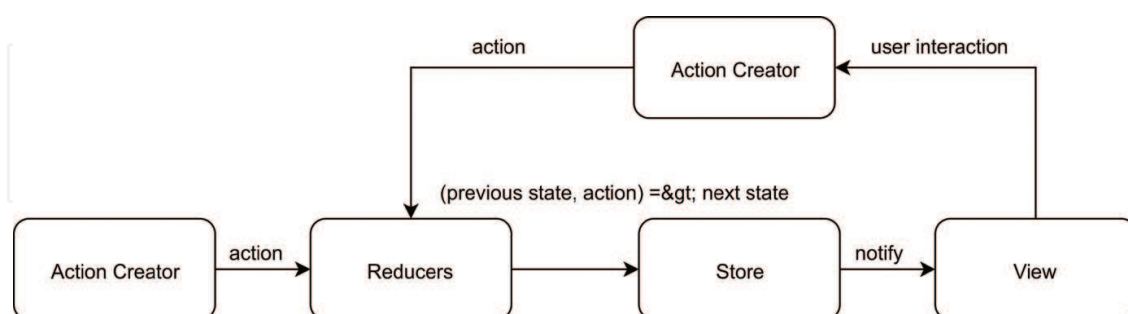 action
user interaction
Action Creator
(previous state, action) =&gt; next state
Action Creator
action
Reducers
Store
notify
View